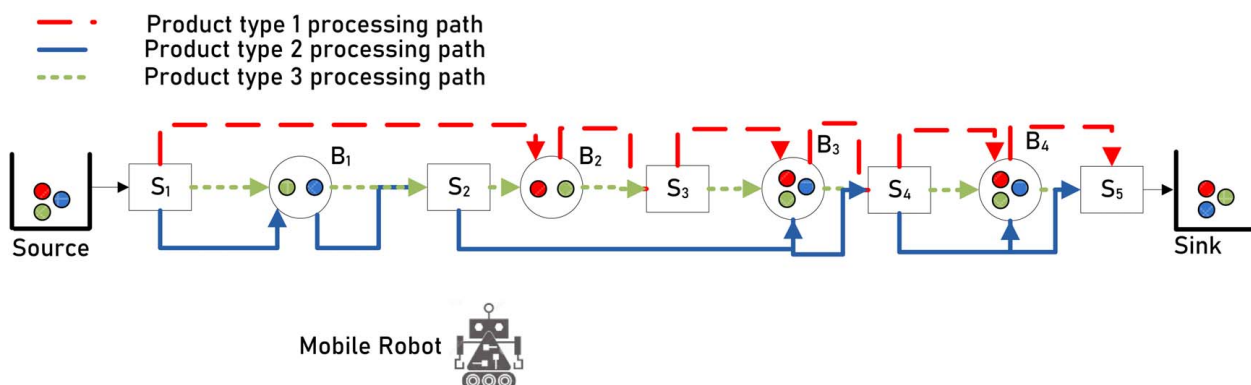 Product type 1 processing path
Product type 2 processing path
Product type 3 processing path
B₁
B₂
B₃
B₄
S₁
S₂
S₃
S₄
S₅
Source
Sink
Mobile Robot